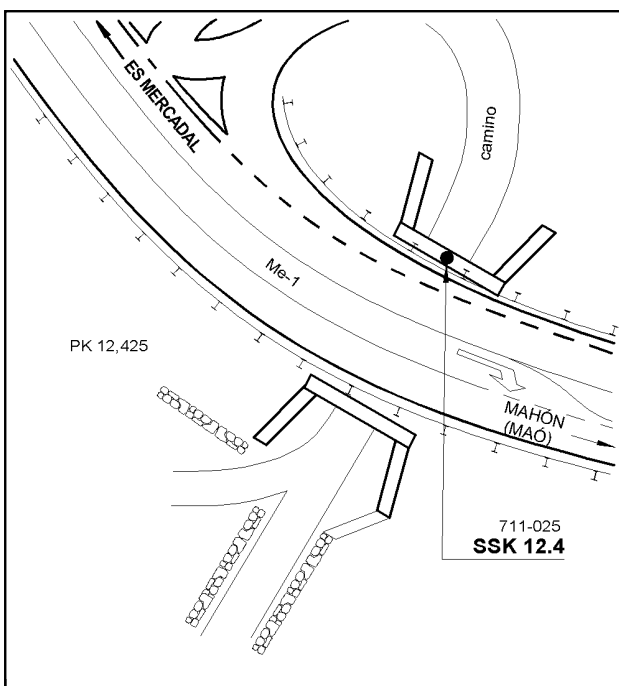 ES MERCADAL
camino
Me-1
PK 12,425
MAHÓN
(MAÓ)
711-025
SSK 12.4